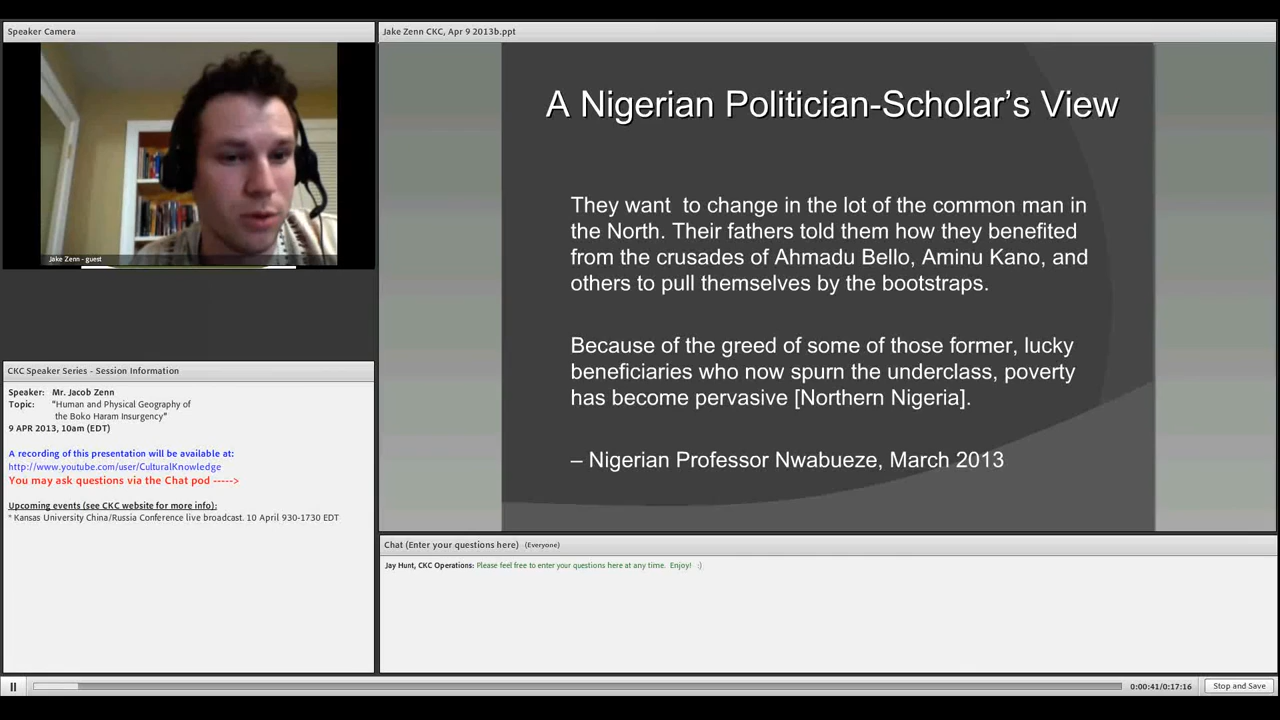 Speaker Camera
Jake Zenn - guest
CKC Speaker Series - Session Information
Speaker: Mr. Jacob Zenn
Topic: "Human and Physical Geography of
the Boko Haram Insurgency"
9 APR 2013, 10am (EDT)
A recording of this presentation will be available at:
http://www.youtube.com/user/CulturalKnowledge
You may ask questions via the Chat pod ----->
Upcoming events (see CKC website for more info):
* Kansas University China/Russia Conference live broadcast. 10 April 930-1730 EDT
Jake Zenn CKC, Apr 9 2013b.ppt
A Nigerian Politician-Scholar's View
They want  to change in the lot of the common man in
the North. Their fathers told them how they benefited
from the crusades of Ahmadu Bello, Aminu Kano, and
others to pull themselves by the bootstraps.
Because of the greed of some of those former, lucky
beneficiaries who now spurn the underclass, poverty
has become pervasive [Northern Nigeria].
– Nigerian Professor Nwabueze, March 2013
Chat (Enter your questions here) (Everyone)
Jay Hunt, CKC Operations: Please feel free to enter your questions here at any time. Enjoy! :)
0:00:41/0:17:16
Stop and Save